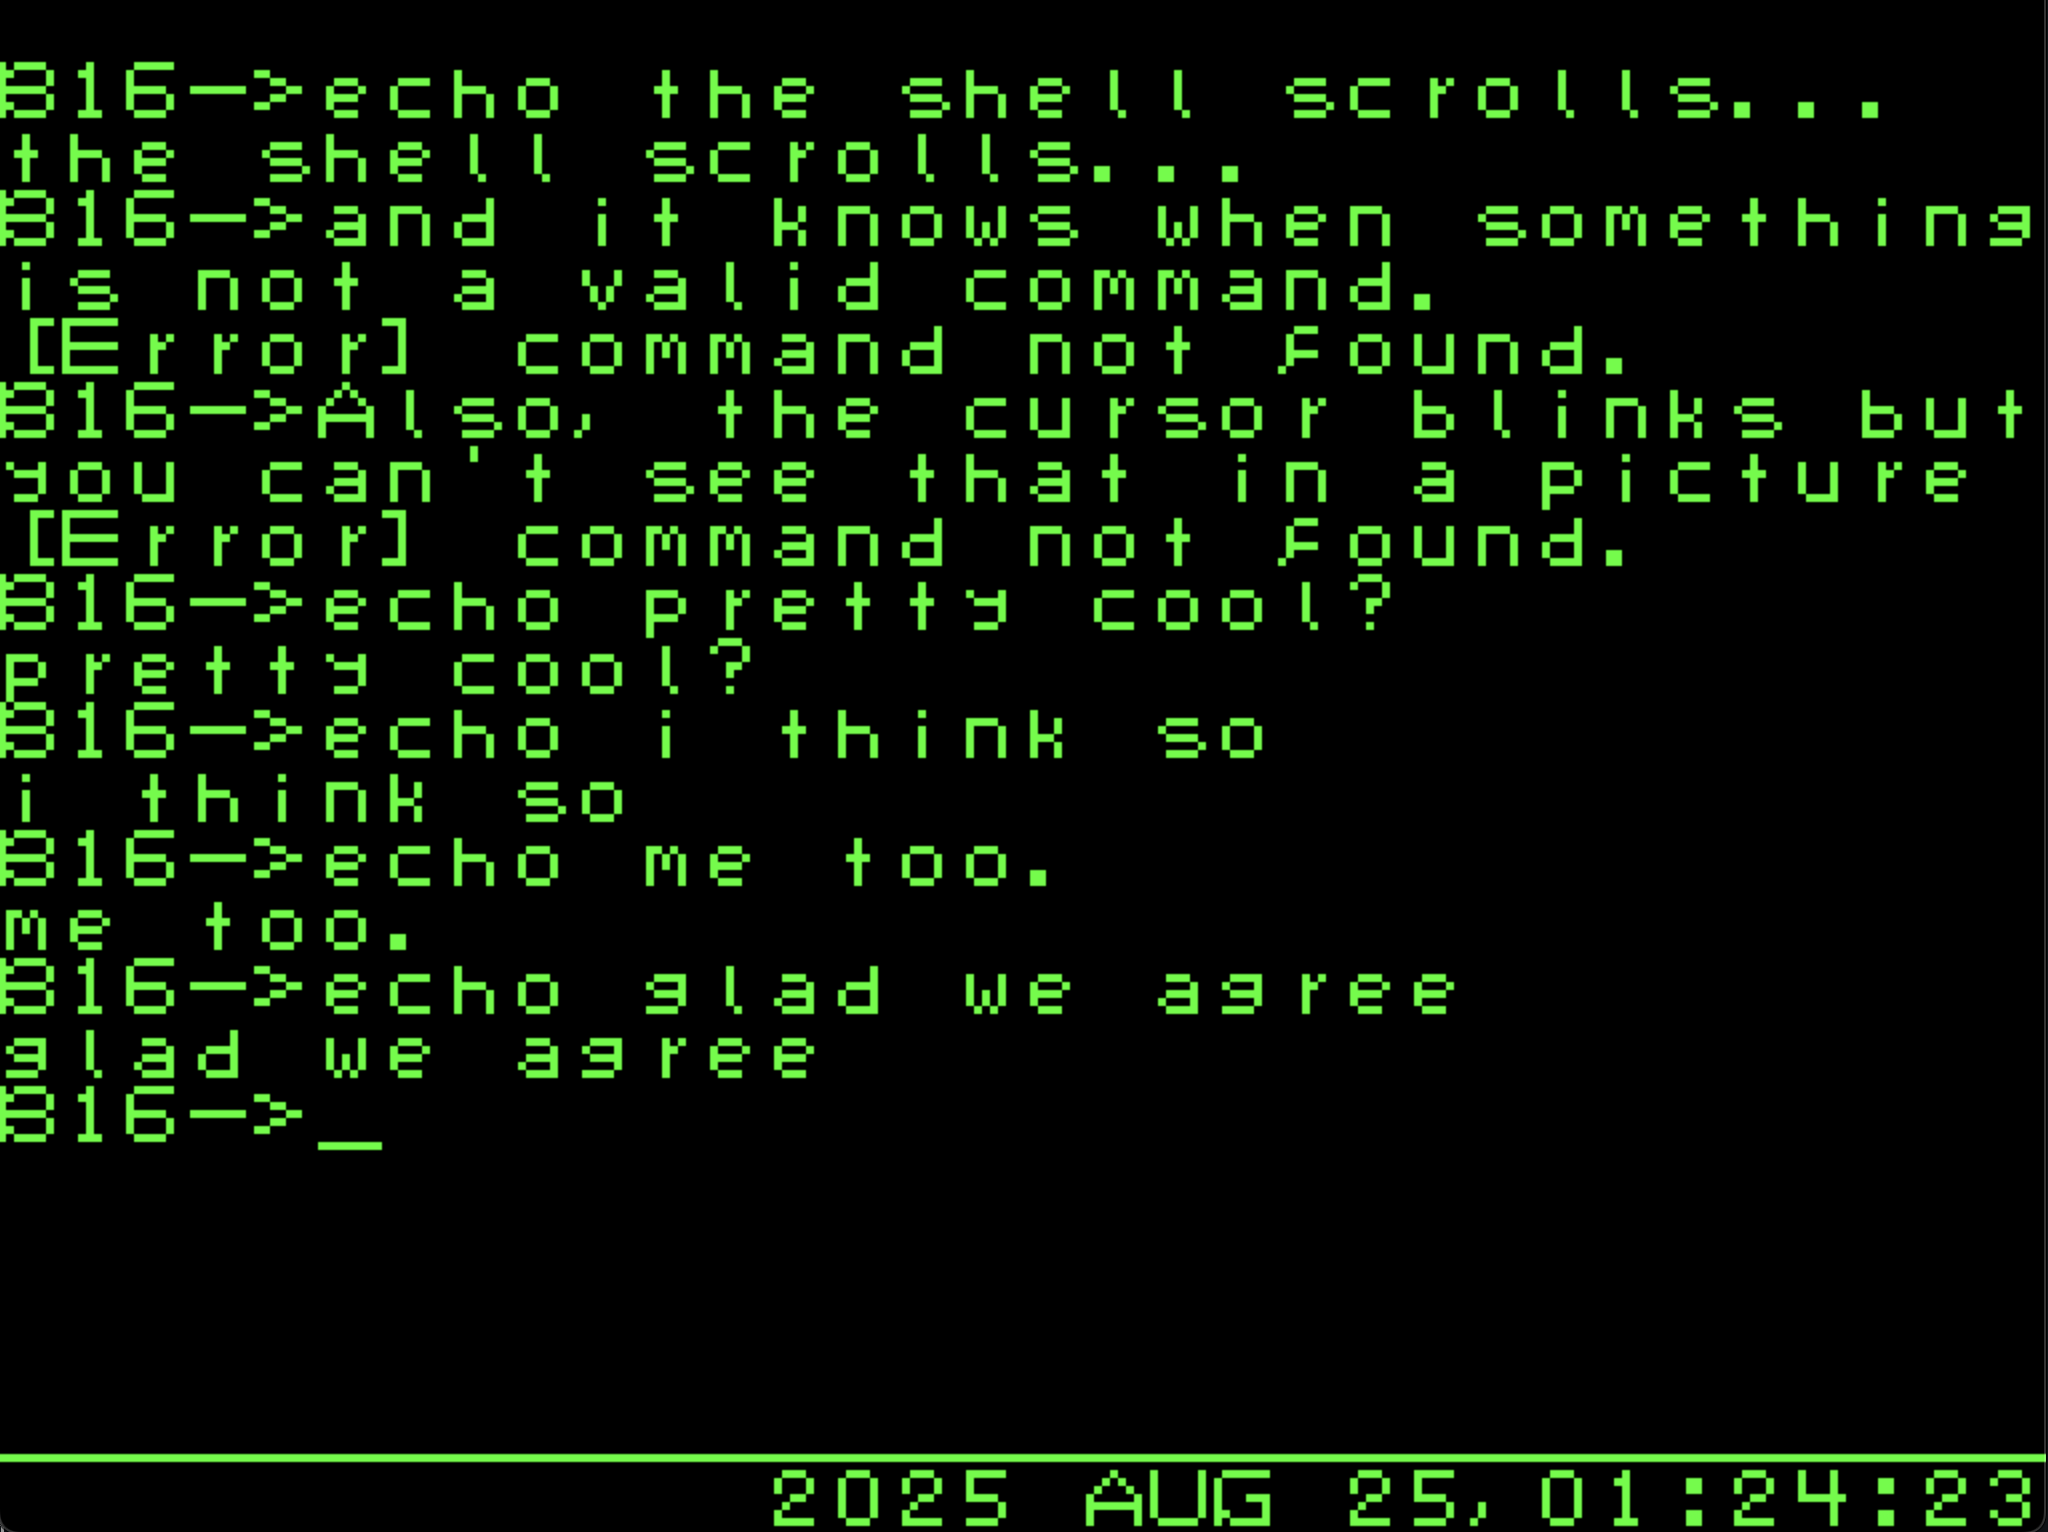 B16->echo the shell scrolls...
the shell scrolls...
B16->and it knows when something
is not a valid command.
[Error] command not found.
B16->Also, the cursor blinks but
you can't see that in a picture
[Error] command not found.
B16->echo pretty cool?
pretty cool?
B16->echo i think so
i think so
B16->echo me too.
me too.
B16->echo glad we agree
glad we agree
B16->_
2025 AUG 25,01:24:23